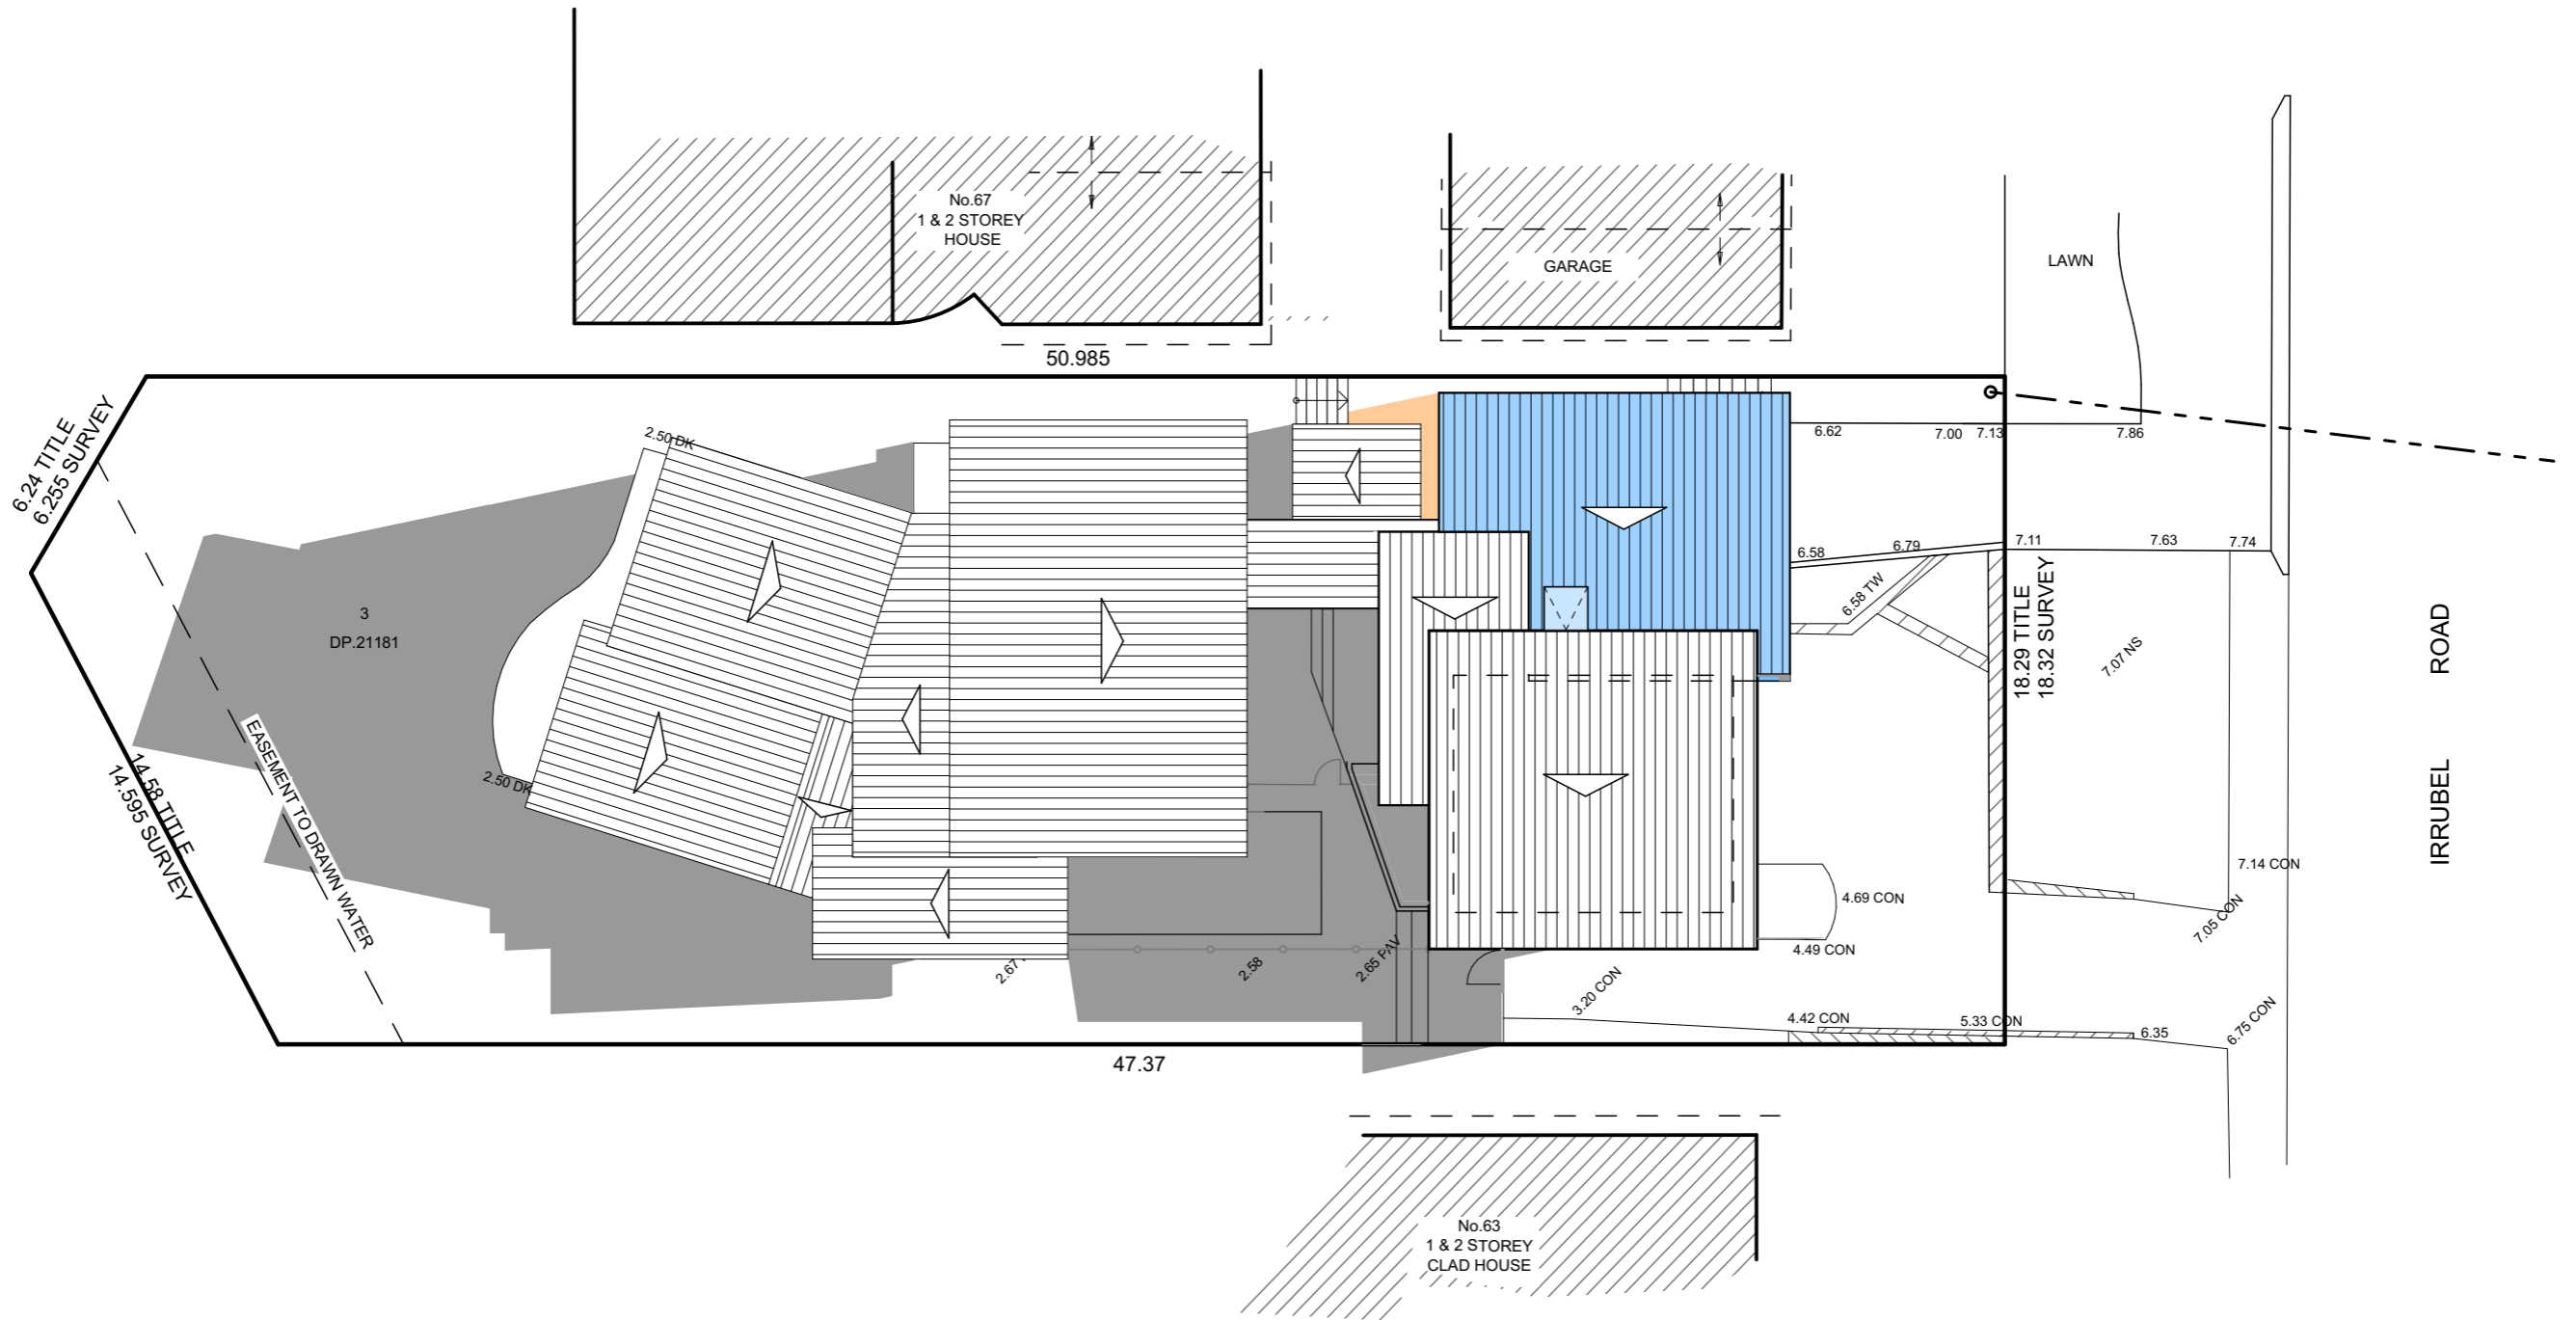 No.67
1 & 2 STOREY
HOUSE
GARAGE
LAWN
50.985
6.24 TITLE
6.255 SURVEY
2.50 DK
6.62
7.00
7.13
7.86
6.58
6.79
7.11
7.63
7.74
6.58 TW
18.29 TITLE
18.32 SURVEY
7.07 NS
IRRUBEL ROAD
3
DP.21181
EASEMENT TO DRAWN WATER
14.58 TITLE
14.595 SURVEY
2.50 DK
7.14 CON
4.69 CON
7.05 CON
4.49 CON
2.67
2.58
2.65 PAV
3.20 CON
4.42 CON
5.33 CON
6.35
6.75 CON
47.37
No.63
1 & 2 STOREY
CLAD HOUSE